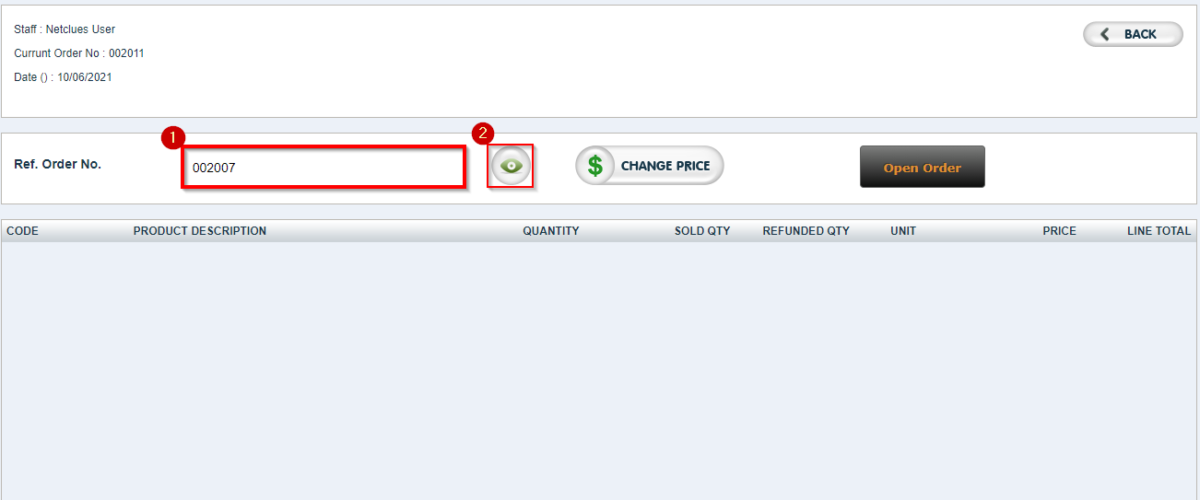 Staff : Netclues User
BACK
Currunt Order No : 002011
Date () : 10/06/2021
1
2
Ref. Order No.
002007
$ CHANGE PRICE
Open Order
CODE PRODUCT DESCRIPTION QUANTITY SOLD QTY REFUNDED QTY UNIT PRICE LINE TOTAL